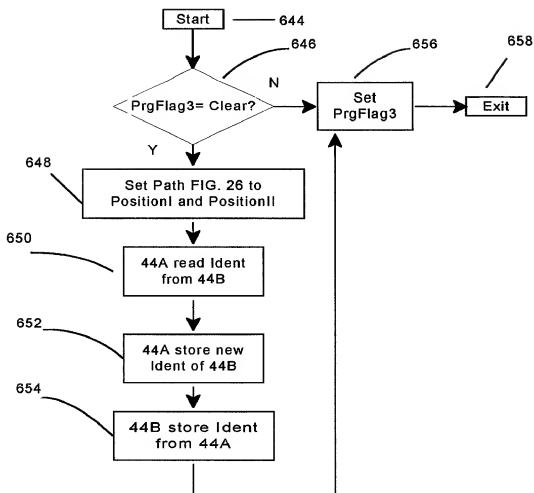 Start
644
646
656
658
PrgFlag3= Clear?
N
Set
PrgFlag3
Exit
Y
648
Set Path FIG. 26 to
PositionI and PositionII
650
44A read Ident
from 44B
652
44A store new
Ident of 44B
654
44B store Ident
from 44A